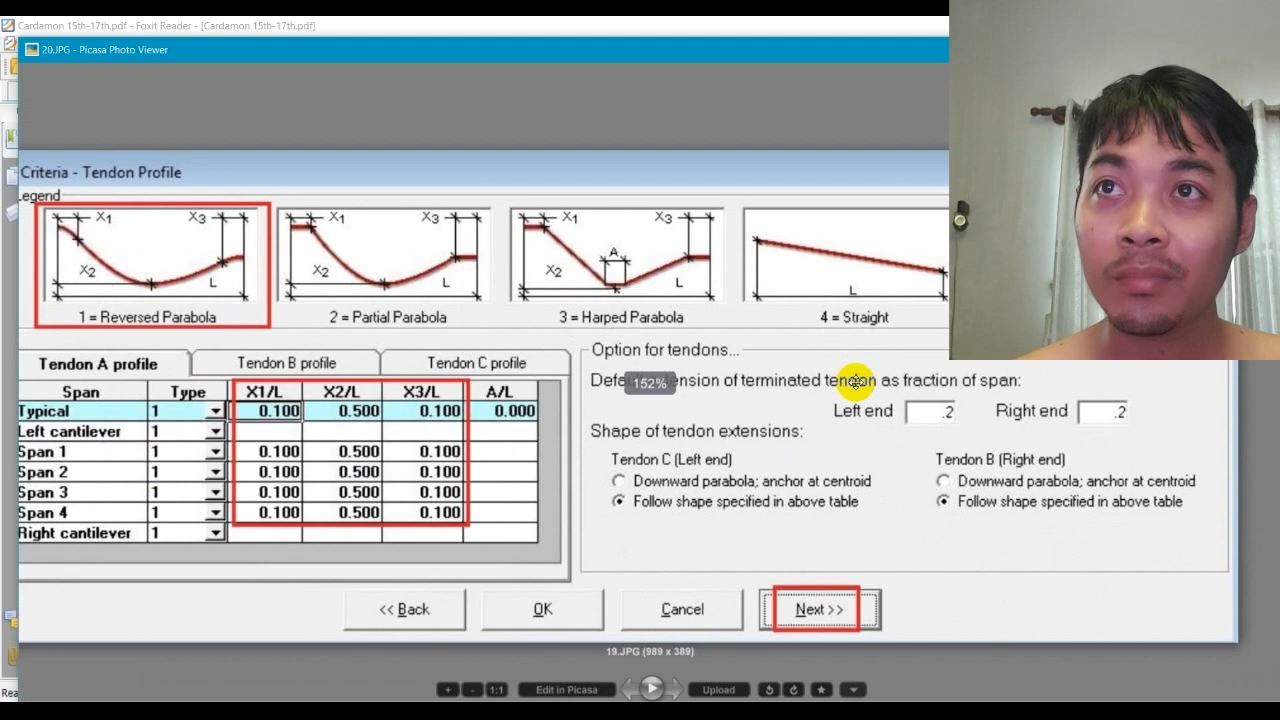 Cardamon 15th-17th.pdf - Foxit Reader - [Cardamon 15th-17th.pdf]
20.JPG - Picasa Photo Viewer
Criteria - Tendon Profile
Legend
X1 X3 X2 L
X1 X3 X2 L
X1 X3 A X2 L
L
1 = Reversed Parabola
2 = Partial Parabola
3 = Harped Parabola
4 = Straight
Tendon A profile
Tendon B profile
Tendon C profile
Span Type X1/L X2/L X3/L A/L
Typical 1 0.100 0.500 0.100 0.000
Left cantilever 1
Span 1 1 0.100 0.500 0.100
Span 2 1 0.100 0.500 0.100
Span 3 1 0.100 0.500 0.100
Span 4 1 0.100 0.500 0.100
Right cantilever 1
Option for tendons...
of terminated tendon as fraction of span:
152%
Left end .2 Right end .2
Shape of tendon extensions:
Tendon C (Left end)
Downward parabola; anchor at centroid
Follow shape specified in above table
Tendon B (Right end)
Downward parabola; anchor at centroid
Follow shape specified in above table
<< Back
OK
Cancel
Next >>
19.JPG (989 x 389)
+ - 1:1 Edit in Picasa Upload
Rea